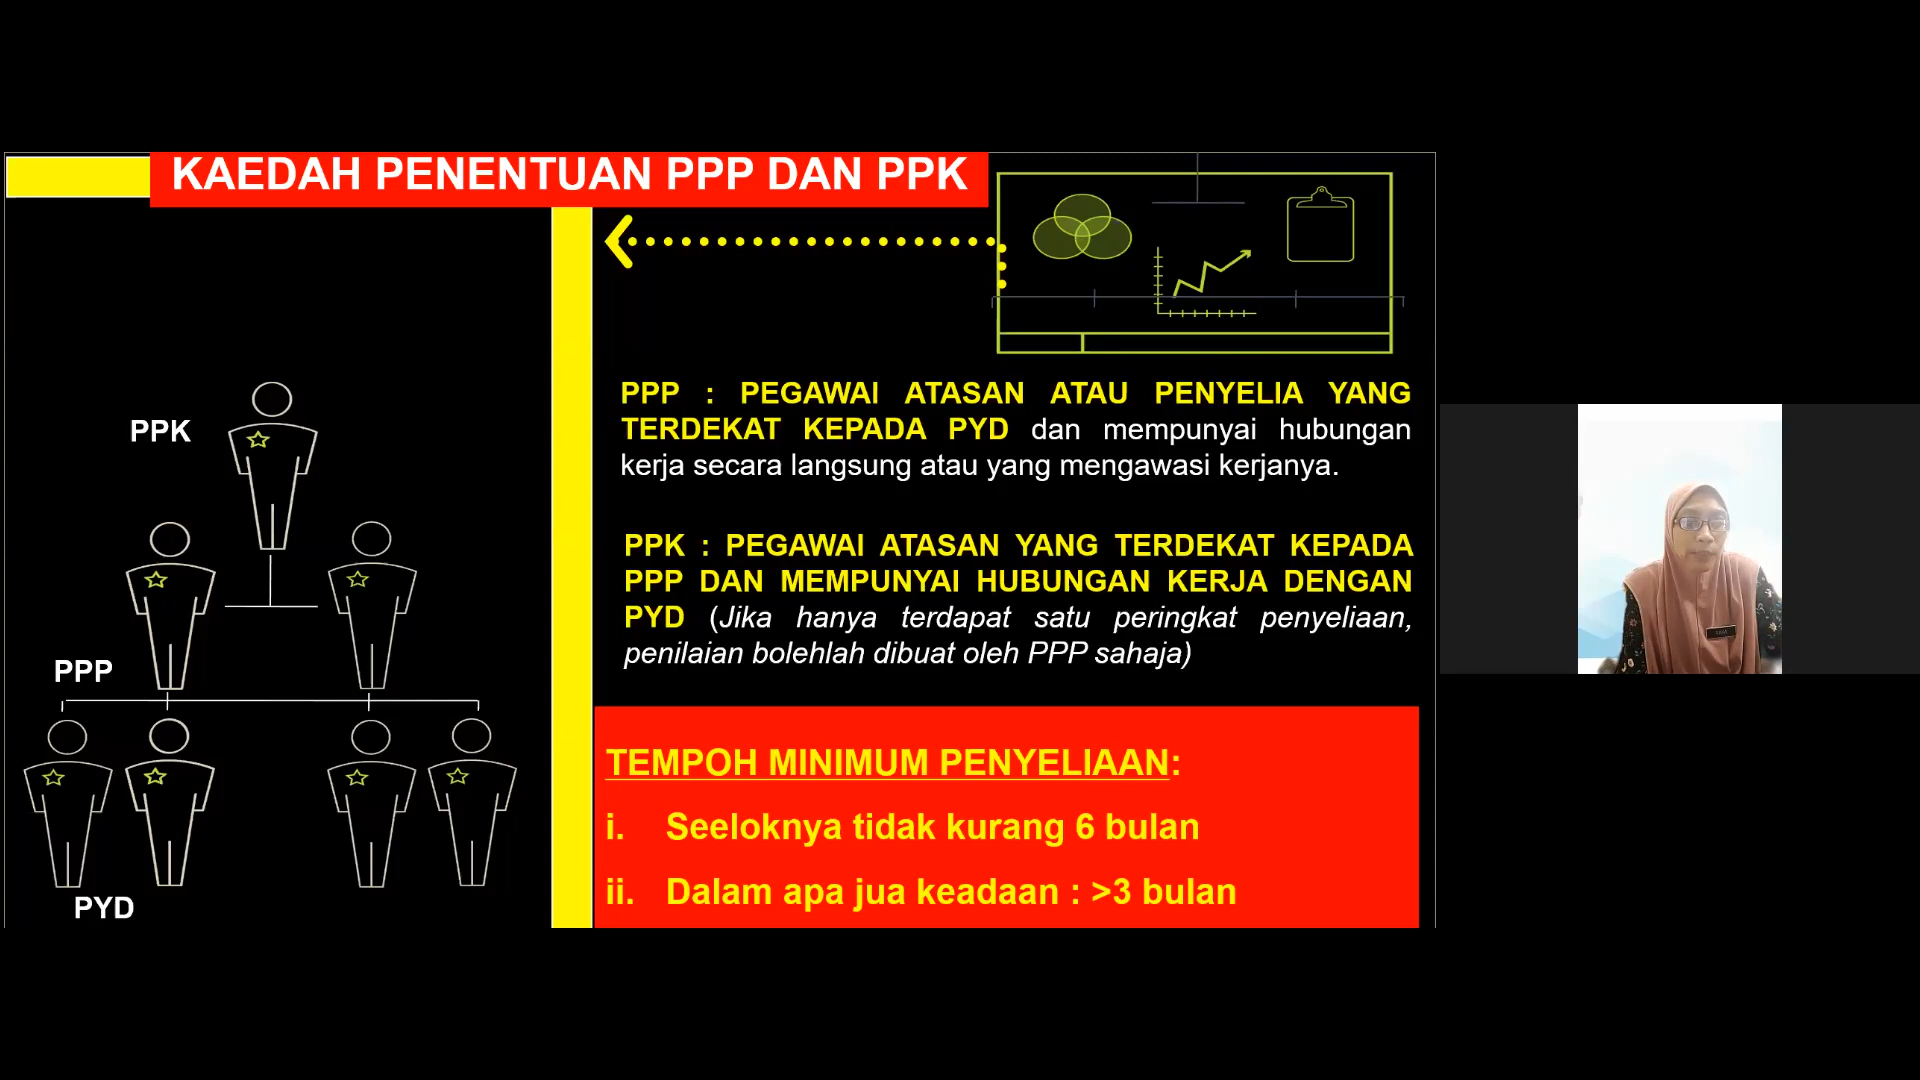 KAEDAH PENENTUAN PPP DAN PPK
PPK
PPP
PYD
PPP : PEGAWAI ATASAN ATAU PENYELIA YANG
TERDEKAT KEPADA PYD dan mempunyai hubungan
kerja secara langsung atau yang mengawasi kerjanya.
PPK : PEGAWAI ATASAN YANG TERDEKAT KEPADA
PPP DAN MEMPUNYAI HUBUNGAN KERJA DENGAN
PYD (Jika hanya terdapat satu peringkat penyeliaan,
penilaian bolehlah dibuat oleh PPP sahaja)
TEMPOH MINIMUM PENYELIAAN:
i. Seeloknya tidak kurang 6 bulan
ii. Dalam apa jua keadaan : >3 bulan